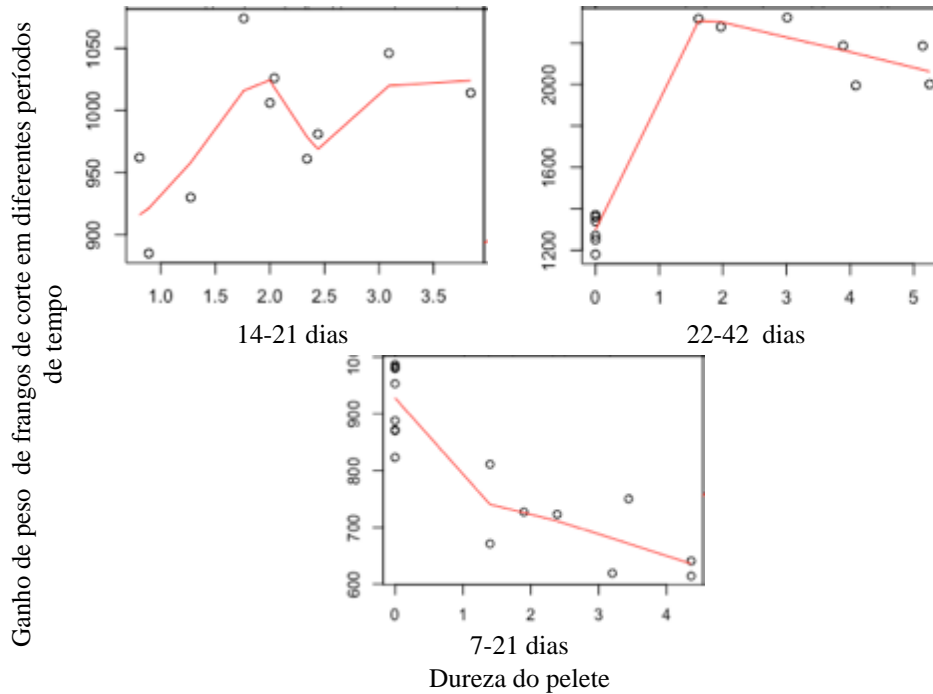 Ganho de peso de frangos de corte em diferentes períodos
de tempo
1050
1000
950
900
1.0 1.5 2.0 2.5 3.0 3.5
14-21 dias
2000
1600
1200
0 1 2 3 4 5
22-42 dias
900
800
700
600
0 1 2 3 4
7-21 dias
Dureza do pelete